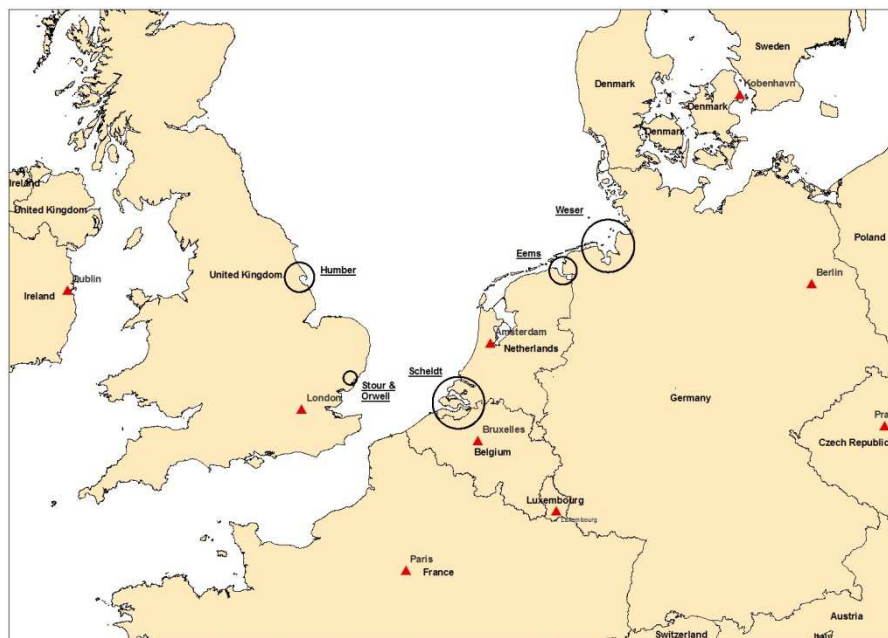 Sweden
Denmark
Kobenhavn
Denmark
Denmark
Ireland
United Kingdom
Weser
Eems
Poland
United Kingdom
Humber
Dublin
Ireland
Berlin
Amsterdam
Netherlands
Scheldt
Stour &
Orwell
London
Germany
Pra
Czech Republic
Bruxelles
Belgium
Luxembourg
Luxembourg
Paris
France
Austria
Switzerland